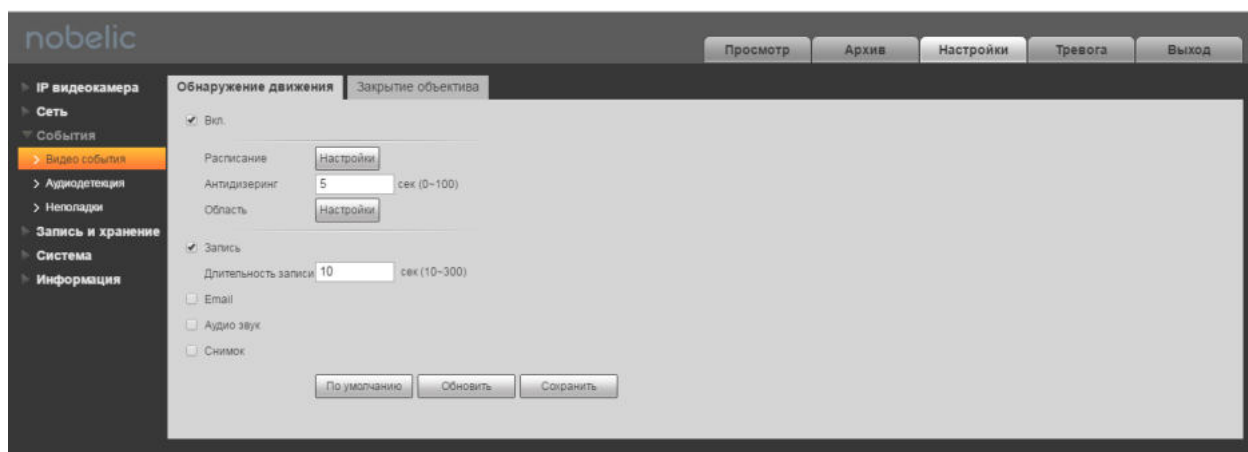 nobelic
Просмотр
Архив
Настройки
Тревога
Выход
IP видеокамера
Сеть
События
Видео события
Аудиодетекция
Неполадки
Запись и хранение
Система
Информация
Обнаружение движения
Закрытие объектива
Вкл.
Расписание Настройки
Антидизеринг 5 сек (0~100)
Область Настройки
Запись
Длительность записи 10 сек (10~300)
Email
Аудио звук
Снимок
По умолчанию Обновить Сохранить